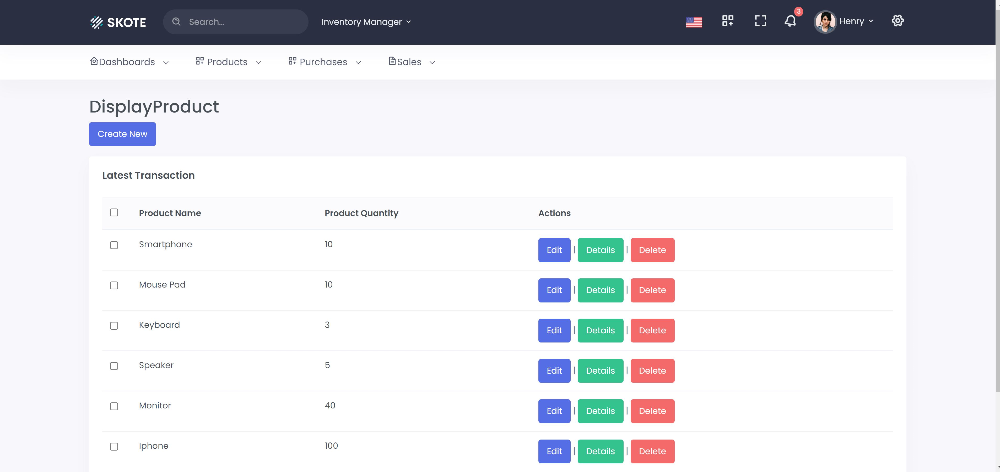 SKOTE Search... Inventory Manager 3 Henry
Dashboards Products Purchases Sales
DisplayProduct
Create New
Latest Transaction
Product Name Product Quantity Actions
Smartphone 10 Edit | Details | Delete
Mouse Pad 10 Edit | Details | Delete
Keyboard 3 Edit | Details | Delete
Speaker 5 Edit | Details | Delete
Monitor 40 Edit | Details | Delete
Iphone 100 Edit | Details | Delete